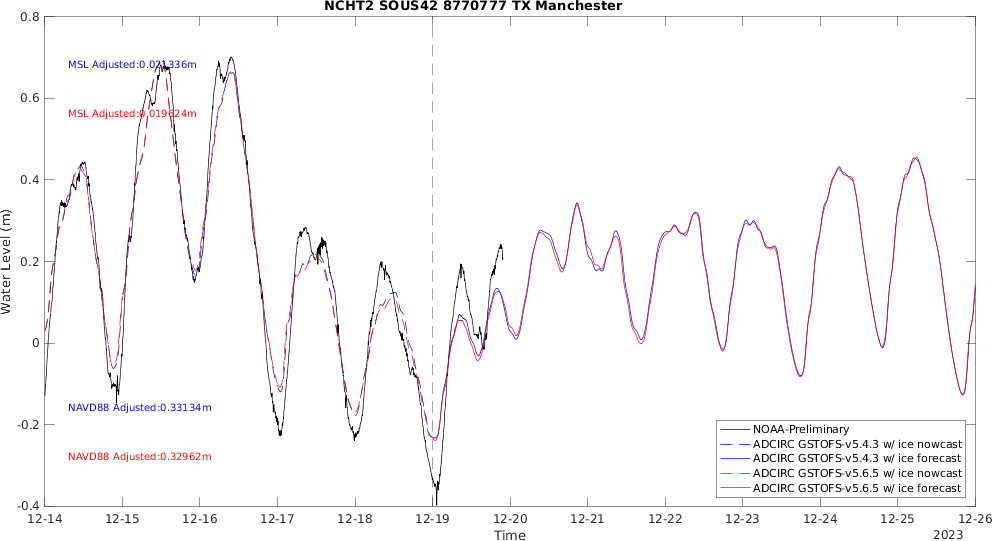 NCHT2 SOUS42 8770777 TX Manchester
Water Level (m)
0.8
0.6
0.4
0.2
0
-0.2
-0.4
MSL Adjusted:0.021336m
MSL Adjusted:0.019624m
NAVD88 Adjusted:0.33134m
NAVD88 Adjusted:0.32962m
NOAA-Preliminary
ADCIRC GSTOFS-v5.4.3 w/ ice nowcast
ADCIRC GSTOFS-v5.4.3 w/ ice forecast
ADCIRC GSTOFS-v5.6.5 w/ ice nowcast
ADCIRC GSTOFS-v5.6.5 w/ ice forecast
12-14 12-15 12-16 12-17 12-18 12-19 12-20 12-21 12-22 12-23 12-24 12-25 12-26
Time
2023